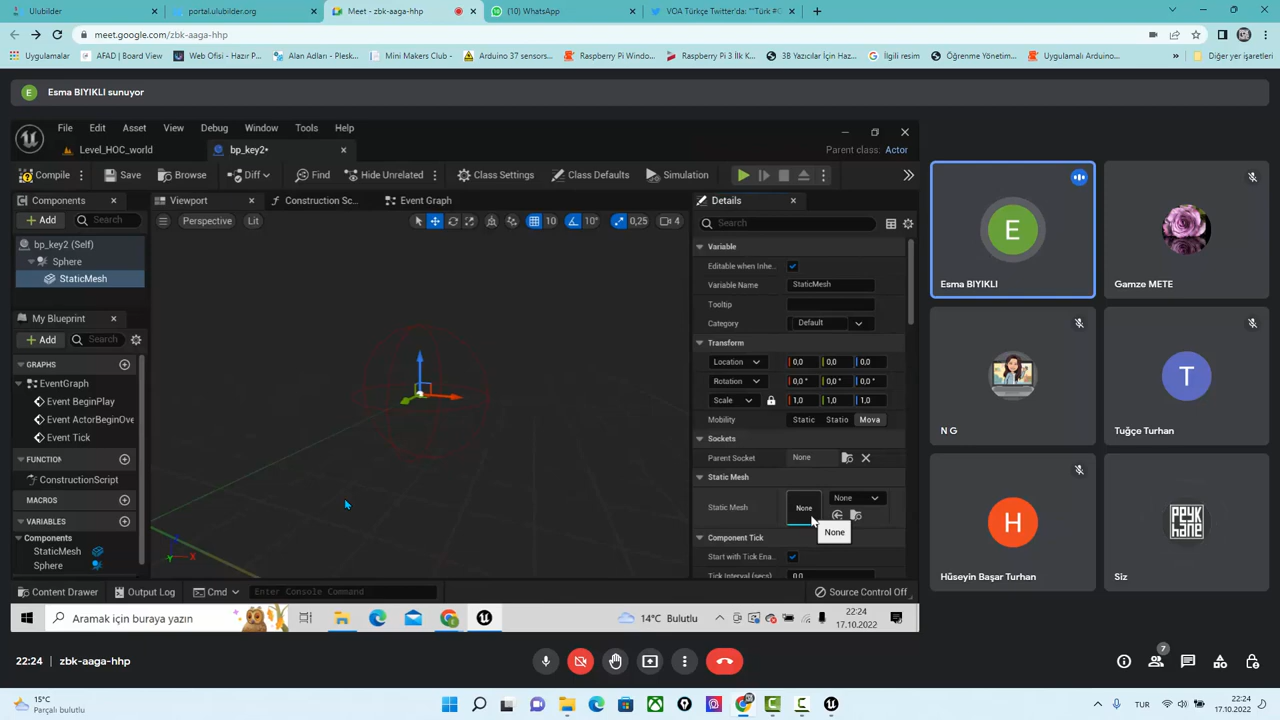 Ulubilder
portal.ulubilder.org
Meet - zbk-aaga-hhp
(10) WhatsApp
VOA Türkçe Twitter'da: "“Türk #C
meet.google.com/zbk-aaga-hhp
Uygulamalar
AFAD | Board View
Web Ofisi - Hazır P...
Alan Adları - Plesk...
Mini Makers Club
Arduino 37 sensors...
Raspberry Pi Windo...
Raspberry Pi 3 İlk K...
3B Yazıcılar İçin Haz...
İlgili resim
Öğrenme Yönetim...
Uygulamalı Arduino...
Diğer yer işaretleri
E
Esma BIYIKLI sunuyor
File Edit Asset View Debug Window Tools Help
Level_HOC_world
bp_key2•
Parent class: Actor
Compile
Save
Browse
Diff
Find
Hide Unrelated
Class Settings
Class Defaults
Simulation
Components
Add
Search
bp_key2 (Self)
Sphere
StaticMesh
My Blueprint
Add
Search
GRAPHS
EventGraph
Event BeginPlay
Event ActorBeginOve
Event Tick
FUNCTION
ConstructionScript
MACROS
VARIABLES
Components
StaticMesh
Sphere
Viewport
Construction Sc...
Event Graph
Perspective
Lit
10
10°
0,25
4
Y
X
Details
Search
Variable
Editable when Inhe...
Variable Name StaticMesh
Tooltip
Category Default
Transform
Location 0,0 0,0 0,0
Rotation 0,0 ° 0,0 ° 0,0 °
Scale 1,0 1,0 1,0
Mobility Static Statio Mova
Sockets
Parent Socket None
Static Mesh
Static Mesh None None
None
Component Tick
Start with Tick Ena...
Tick Interval (secs) 0,0
Content Drawer
Output Log
Cmd
Enter Console Command
Source Control Off
Aramak için buraya yazın
14°C Bulutlu
22:24
17.10.2022
E
Esma BIYIKLI
Gamze METE
N G
T
Tuğçe Turhan
H
Hüseyin Başar Turhan
Siz
22:24
zbk-aaga-hhp
7
15°C
Parçalı bulutlu
TUR
22:24
17.10.2022